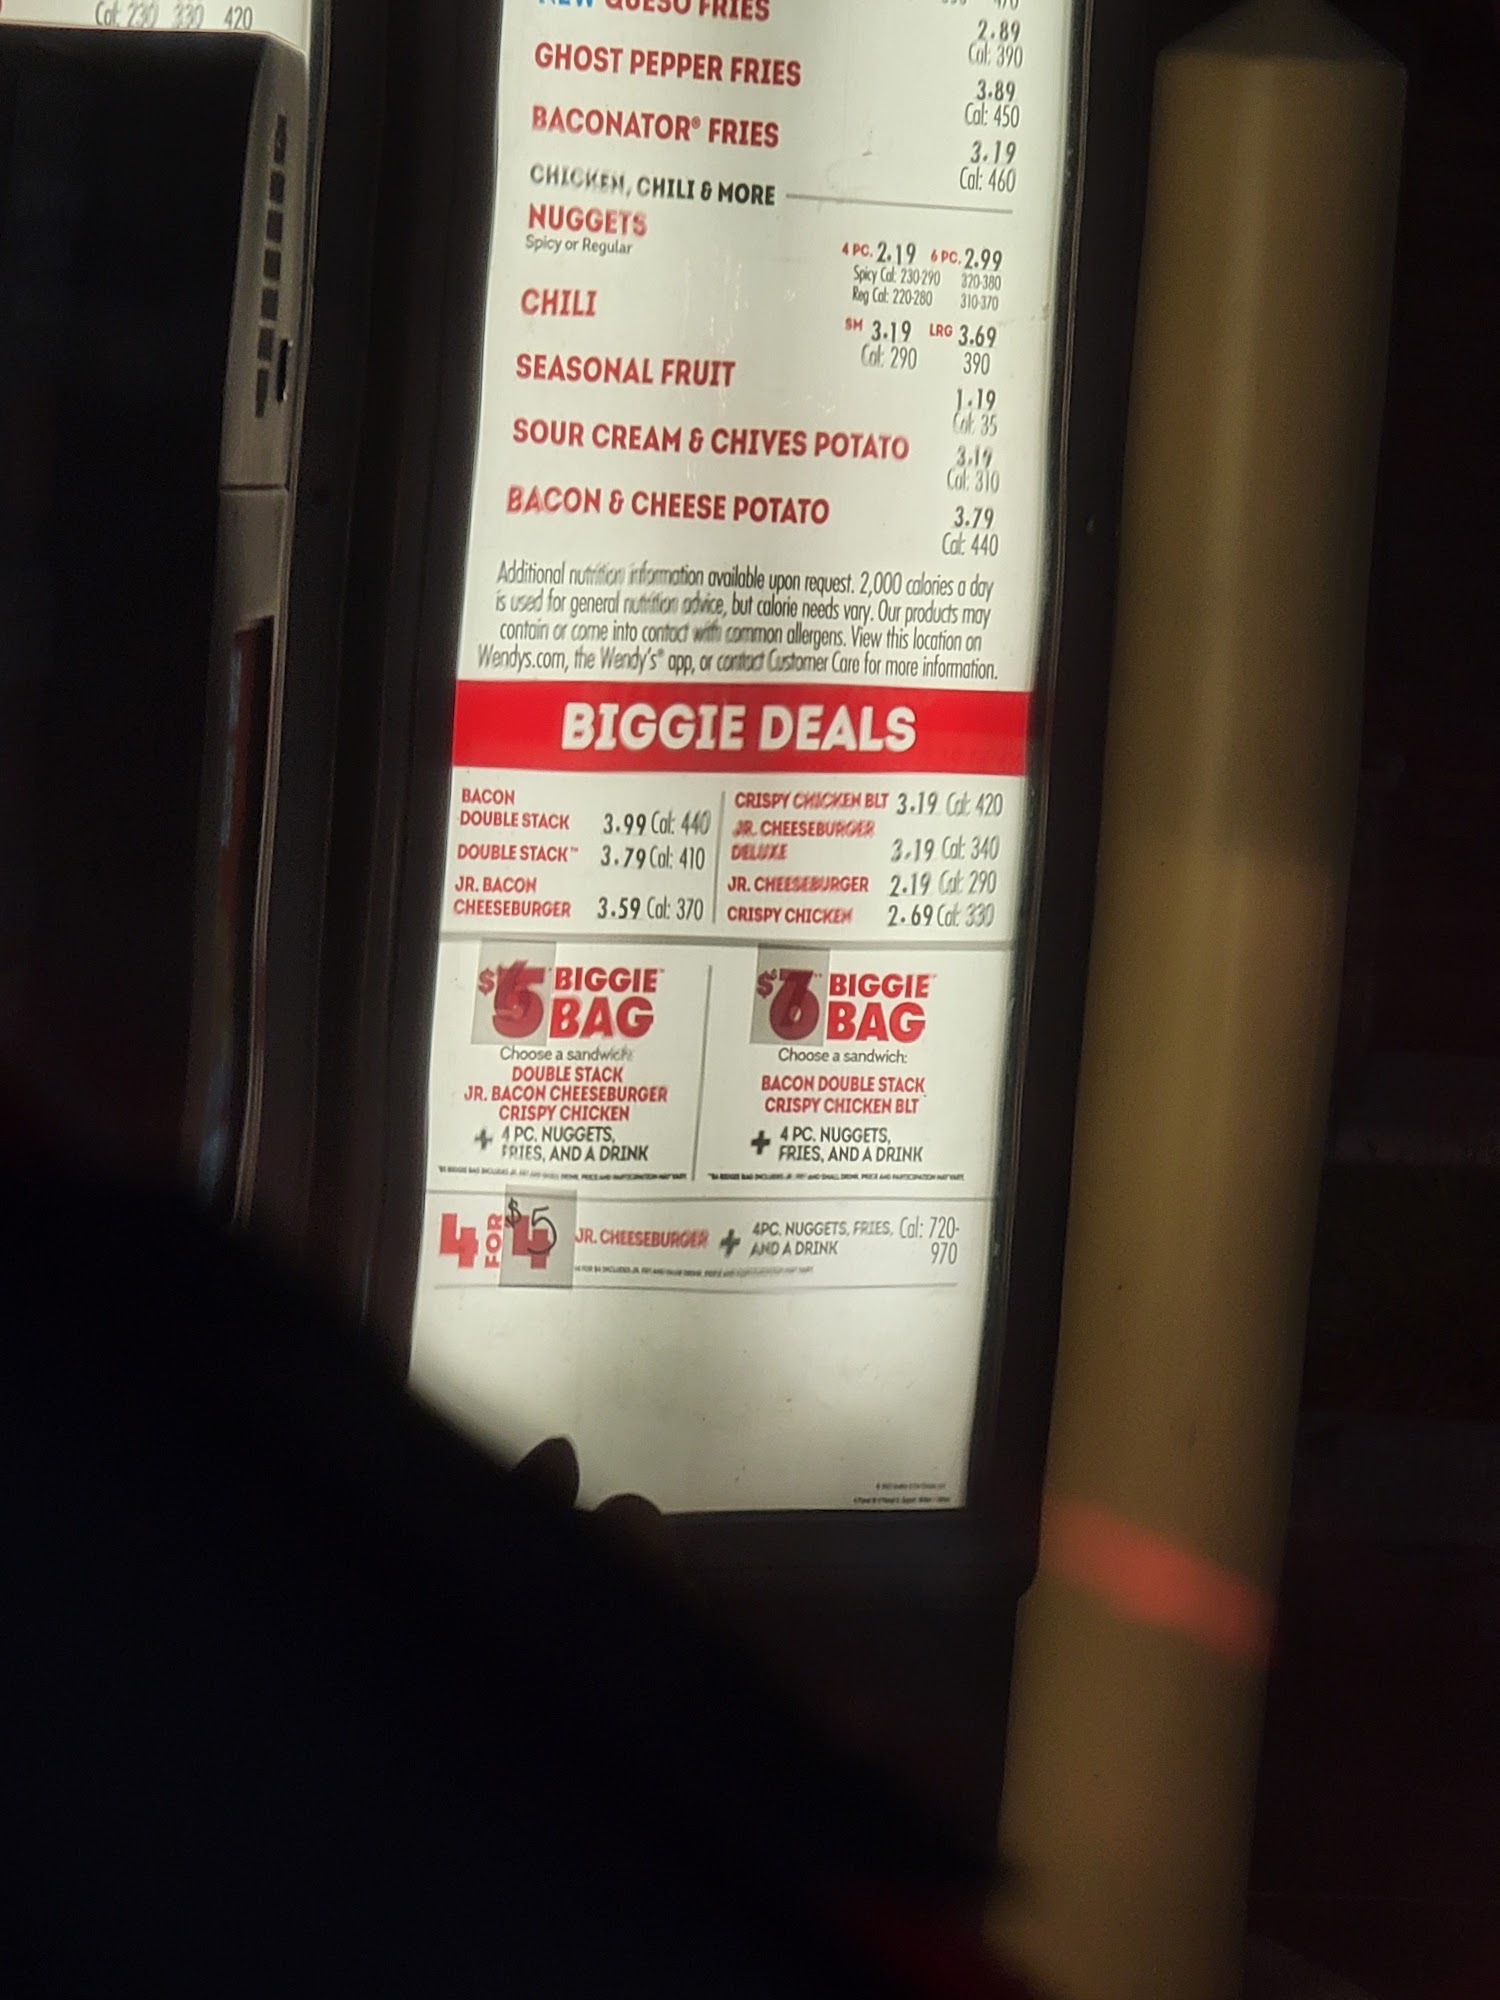 Cal: 230 330 420
NEW QUESO FRIES
2.89
Cal: 390
GHOST PEPPER FRIES
3.89
Cal: 450
BACONATOR® FRIES
3.19
Cal: 460
CHICKEN, CHILI & MORE
NUGGETS
Spicy or Regular
4 PC. 2.19 6 PC. 2.99
Spicy Cal: 230-290 320-380
Reg Cal: 220-280 310-370
CHILI
SM 3.19 LRG 3.69
Cal: 290 390
SEASONAL FRUIT
1.19
Cal: 35
SOUR CREAM & CHIVES POTATO
3.19
Cal: 310
BACON & CHEESE POTATO
3.79
Cal: 440
Additional nutrition information available upon request. 2,000 calories a day
is used for general nutrition advice, but calorie needs vary. Our products may
contain or come into contact with common allergens. View this location on
Wendys.com, the Wendy's® app, or contact Customer Care for more information.
BIGGIE DEALS
BACON
DOUBLE STACK 3.99 Cal: 440
DOUBLE STACK™ 3.79 Cal: 410
JR. BACON
CHEESEBURGER 3.59 Cal: 370
CRISPY CHICKEN BLT 3.19 Cal: 420
JR. CHEESEBURGER
DELUXE 3.19 Cal: 340
JR. CHEESEBURGER 2.19 Cal: 290
CRISPY CHICKEN 2.69 Cal: 330
BIGGIE™
BAG
Choose a sandwich:
DOUBLE STACK
JR. BACON CHEESEBURGER
CRISPY CHICKEN
+ 4 PC. NUGGETS,
FRIES, AND A DRINK
BIGGIE™
BAG
Choose a sandwich:
BACON DOUBLE STACK
CRISPY CHICKEN BLT
+ 4 PC. NUGGETS,
FRIES, AND A DRINK
4 FOR $5 JR. CHEESEBURGER + 4PC. NUGGETS, FRIES, Cal: 720-
AND A DRINK 970